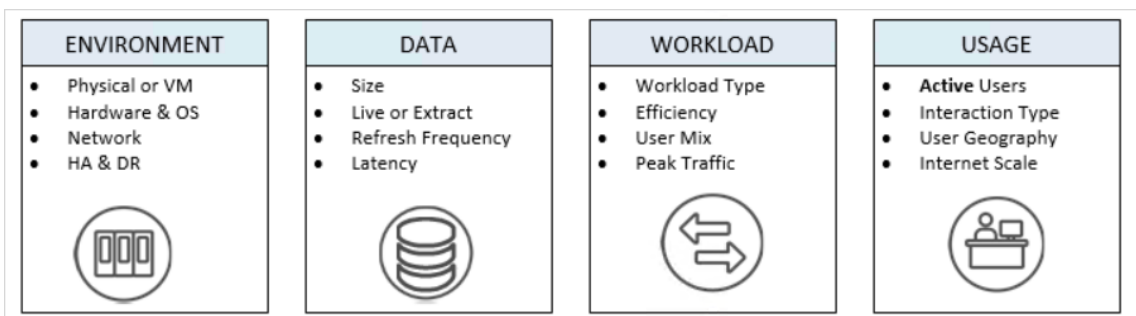 ENVIRONMENT
• Physical or VM
• Hardware & OS
• Network
• HA & DR
DATA
• Size
• Live or Extract
• Refresh Frequency
• Latency
WORKLOAD
• Workload Type
• Efficiency
• User Mix
• Peak Traffic
USAGE
• Active Users
• Interaction Type
• User Geography
• Internet Scale